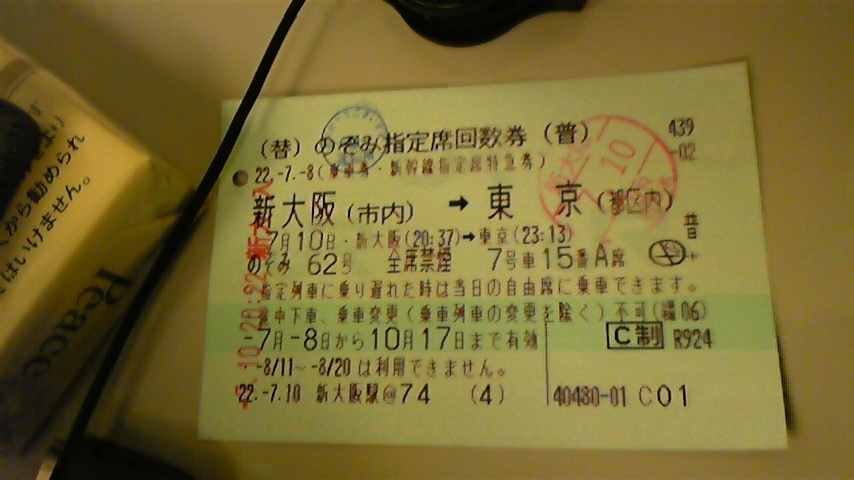 （替）のぞみ指定席回数券（普）
439
-02
22.-7.-8（乗車券・新幹線指定席特急券）
新大阪（市内）→東京（都区内）
7月10日・新大阪(20:37)→東京(23:13)
普
のぞみ 62号 全席禁煙 7号車15番A席
指定列車に乗り遅れた時は当日の自由席に乗車できます。
途中下車、乗車変更（乗車列車の変更を除く）不可 06)
-7月-8日から10月17日まで有効
C制 R924
-8/11～-8/20は利用できません。
22.-7.10 新大阪駅@74 (4) 40480-01 C01
10
から勧められ
てはいけません。
Peace